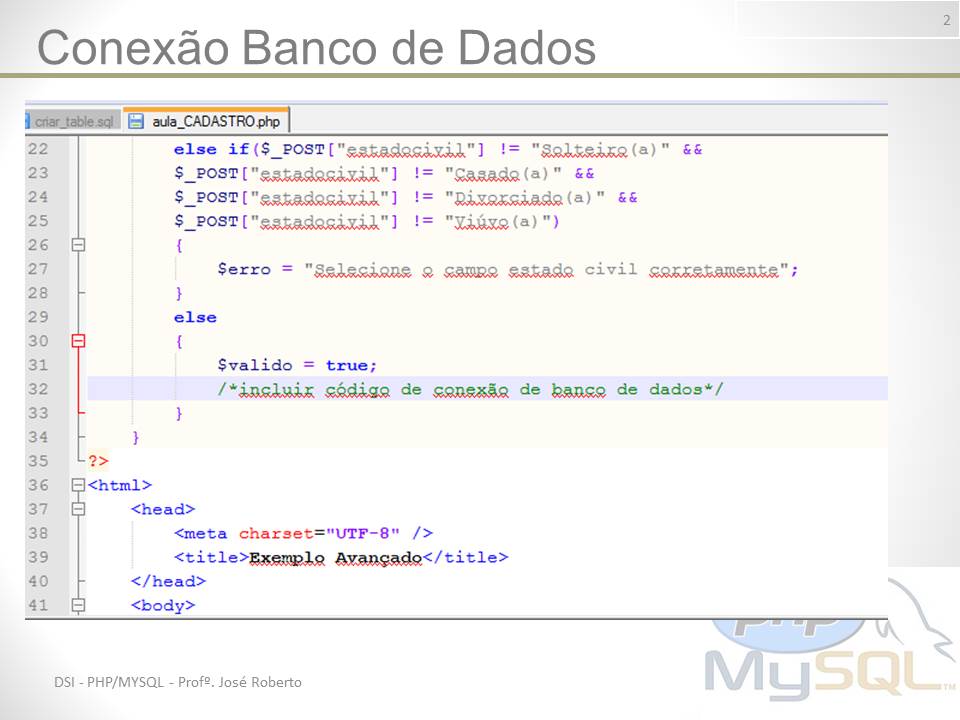 2
Conexão Banco de Dados
criar_table.sql aula_CADASTRO.php
22 else if($_POST["estadocivil"] != "Solteiro(a)" &&
23 $_POST["estadocivil"] != "Casado(a)" &&
24 $_POST["estadocivil"] != "Divorciado(a)" &&
25 $_POST["estadocivil"] != "Viúvo(a)")
26 {
27 $erro = "Selecione o campo estado civil corretamente";
28 }
29 else
30 {
31 $valido = true;
32 /*incluir código de conexão de banco de dados*/
33 }
34 }
35 ?>
36 <html>
37 <head>
38 <meta charset="UTF-8" />
39 <title>Exemplo Avançado</title>
40 </head>
41 <body>
php
MySQL™
DSI - PHP/MYSQL - Profº. José Roberto